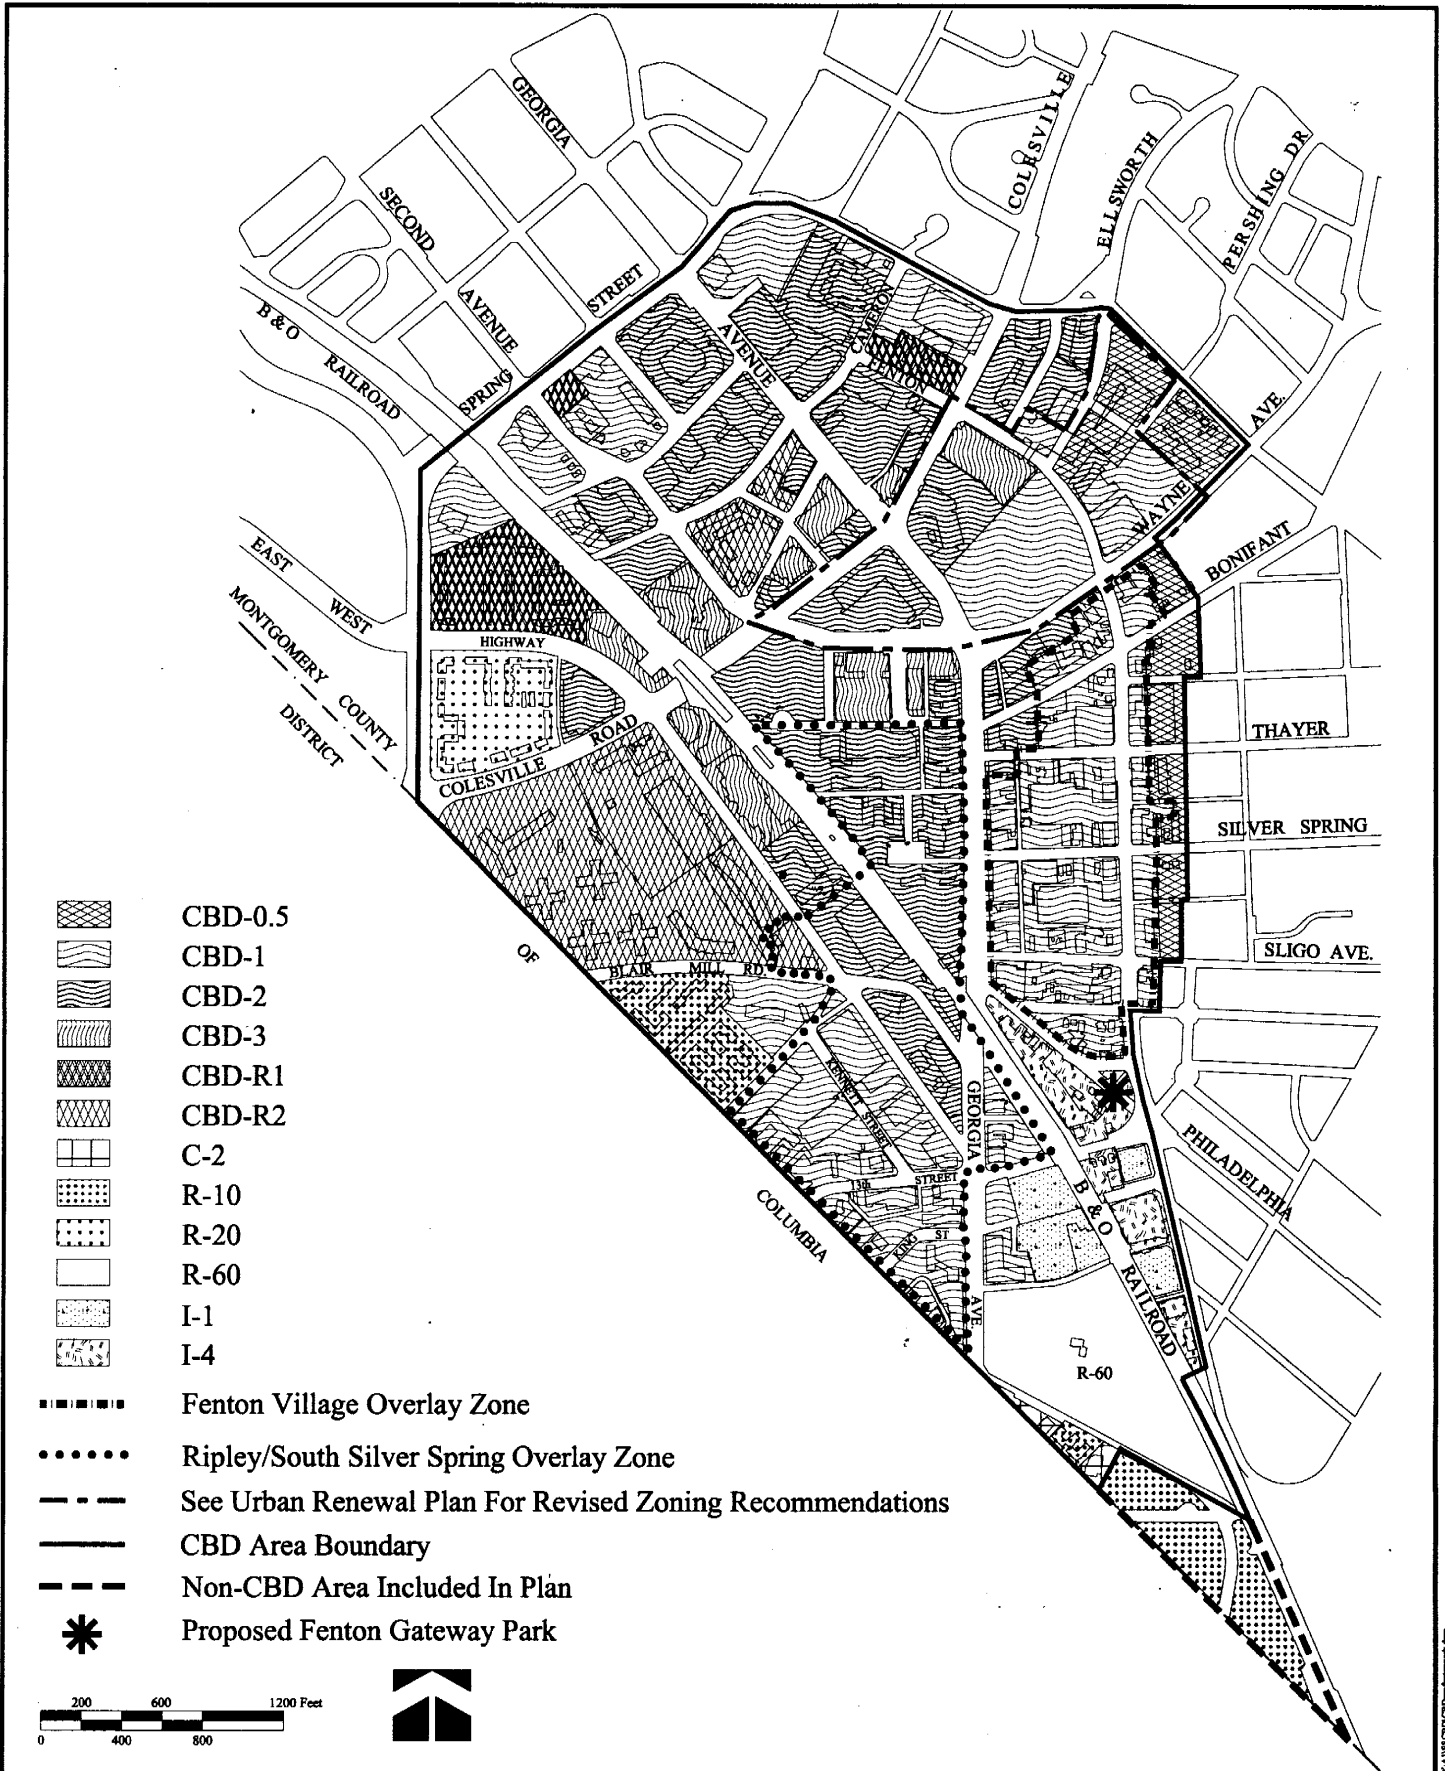 GEORGIA
SECOND
AVENUE
STREET
SPRING
B & O
RAILROAD
COLESVILLE
ELLSWORTH
PERSHING DR
AVENUE
CAMERON
FENTON
AVE.
WAYNE
BONIFANT
EAST
WEST
HIGHWAY
MONTGOMERY COUNTY
DISTRICT
COLESVILLE ROAD
THAYER
SILVER SPRING
SLIGO AVE.
OF
BLAIR MILL RD
KENNETT STREET
GEORGIA
PHILADELPHIA
13th STREET
COLUMBIA
KING ST
B & O
RAILROAD
AVE.
R-60
CBD-0.5
CBD-1
CBD-2
CBD-3
CBD-R1
CBD-R2
C-2
R-10
R-20
R-60
I-1
I-4
Fenton Village Overlay Zone
Ripley/South Silver Spring Overlay Zone
See Urban Renewal Plan For Revised Zoning Recommendations
CBD Area Boundary
Non-CBD Area Included In Plan
Proposed Fenton Gateway Park
200 600 1200 Feet
0 400 800